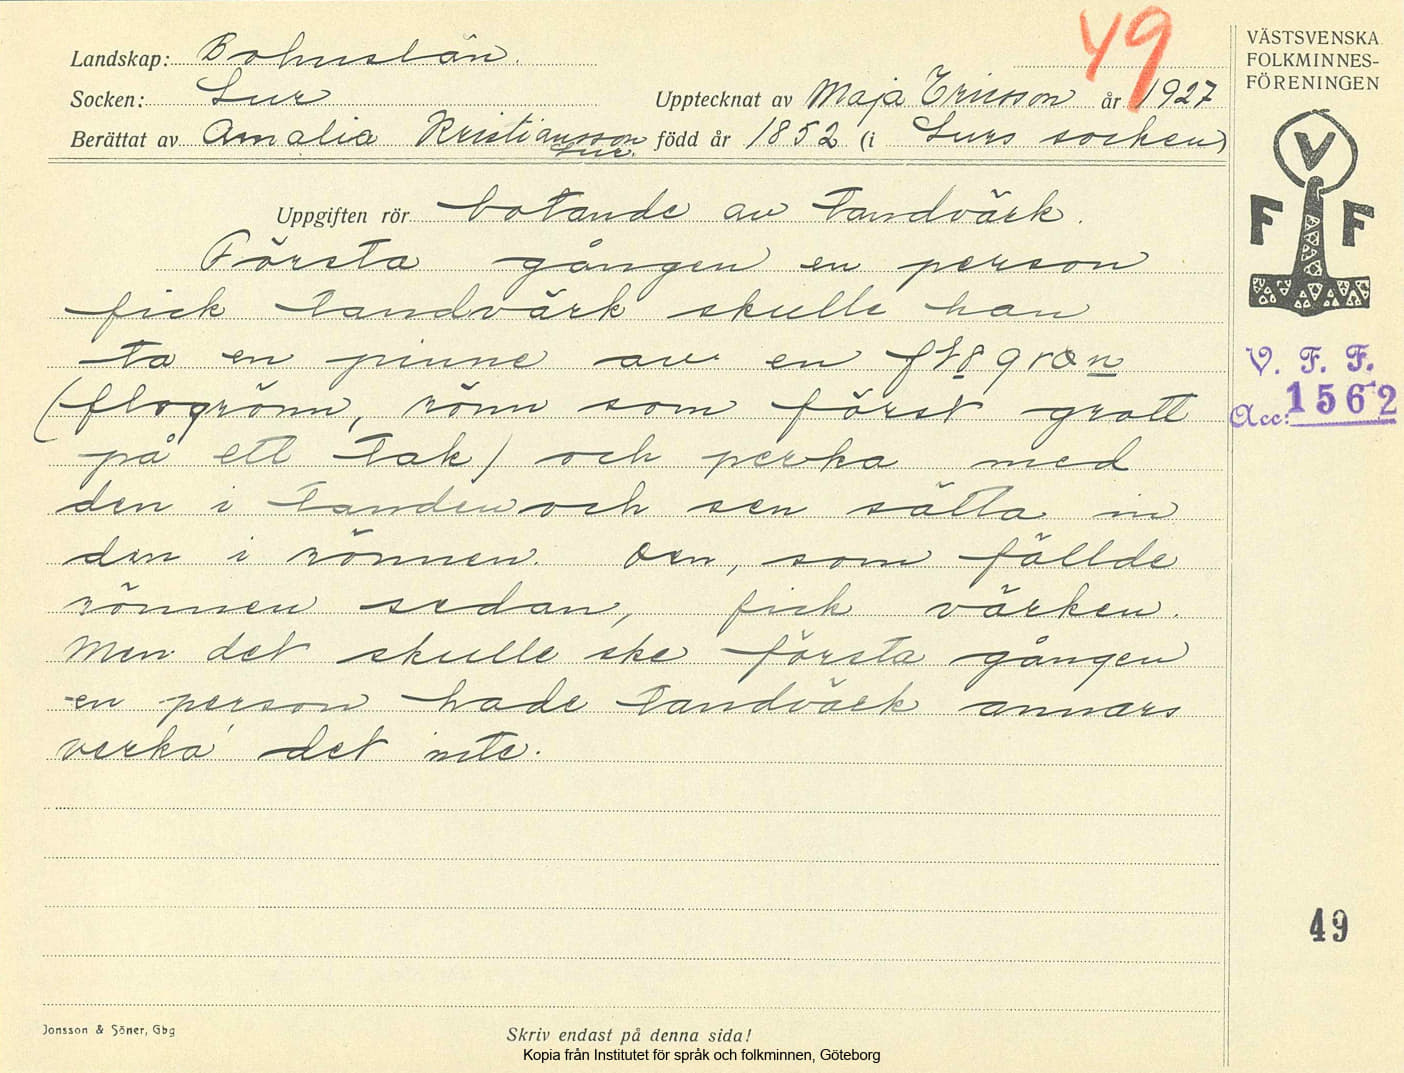 49
VÄSTSVENSKA
FOLKMINNES-
FÖRENINGEN
Landskap: Bohuslän.
Socken: Lur Upptecknat av Maja Ericsson år 1927
Berättat av Amalia Kristiansson född år 1852 (i Lurs socken)
Lur.
V
F F
Uppgiften rör botande av tandvärk.
Första gången en person
fick tandvärk skulle han
ta en pinne av en
(flogrönn, rönn som först grott
på ett tak) och perka med
den i tanden och sen sätta in
den i rönnen. Den, som fällde
rönnen sedan, fick värken.
Men det skulle ske första gången
en person hade tandvärk annars
verka' det inte.
V. F. F.
Acc: 1562
49
Jonsson & Söner, Gbg
Skriv endast på denna sida!
Kopia från Institutet för språk och folkminnen, Göteborg